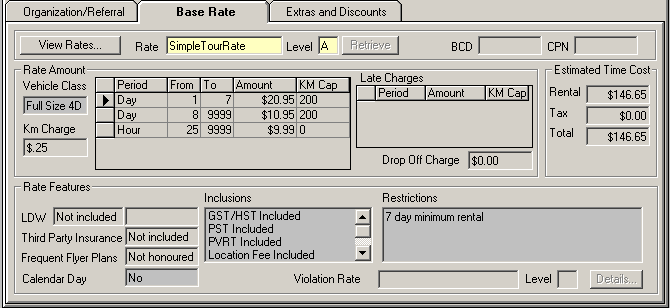 Organization/Referral Base Rate Extras and Discounts
View Rates... Rate SimpleTourRate Level A Retrieve BCD CPN
Rate Amount
Vehicle Class
Full Size 4D
Km Charge
$.25
Period From To Amount KM Cap
Day 1 7 $20.95 200
Day 8 9999 $10.95 200
Hour 25 9999 $9.99 0
Late Charges
Period Amount KM Cap
Drop Off Charge $0.00
Estimated Time Cost
Rental $146.65
Tax $0.00
Total $146.65
Rate Features
LDW Not included
Third Party Insurance Not included
Frequent Flyer Plans Not honoured
Calendar Day No
Inclusions
GST/HST Included
PST Included
PVRT Included
Location Fee Included
Restrictions
7 day minimum rental
Violation Rate Level Details...